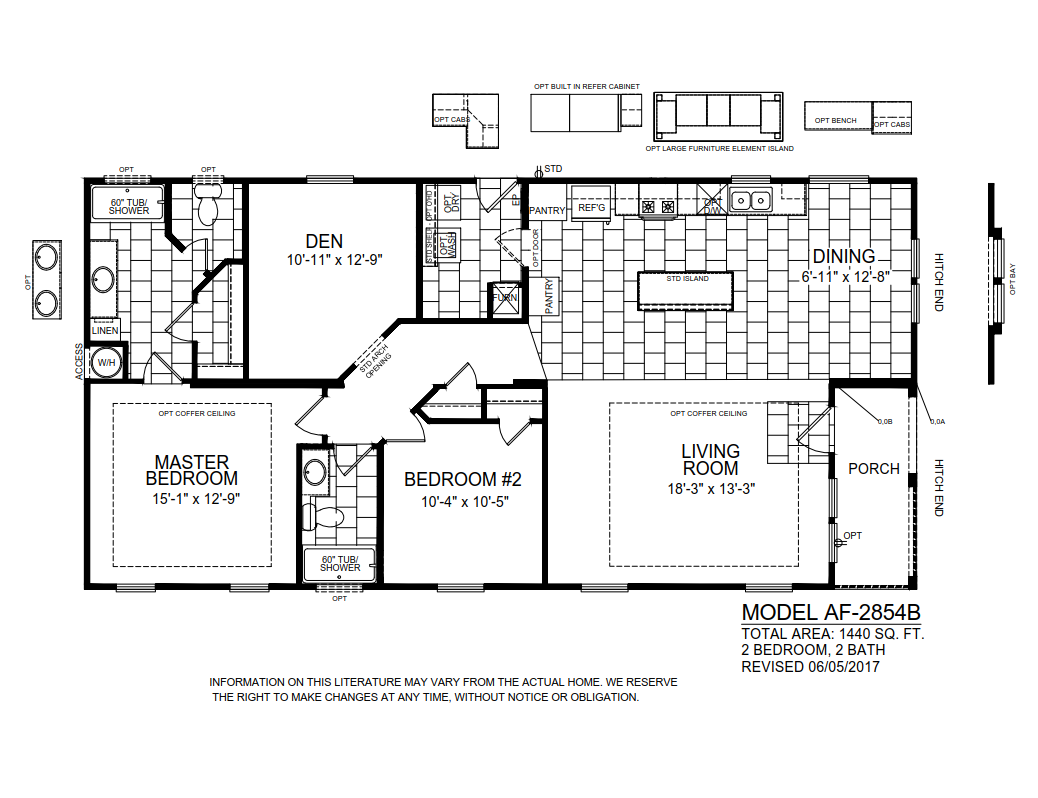 OPT BUILT IN REFER CABINET
OPT CABS
OPT BENCH
OPT CABS
OPT LARGE FURNITURE ELEMENT ISLAND
OPT
OPT
STD
60" TUB/
SHOWER
OPT O'HD
STD SHELF
OPT
DRY
OPT
WASH
EP
PANTRY
REF'G
OPT
D/W
DEN
10'-11" x 12'-9"
OPT DOOR
DINING
6'-11" x 12'-8"
STD ISLAND
HITCH END
OPT BAY
OPT
PANTRY
FURN
LINEN
ACCESS
W/H
STD ARCH
OPENING
OPT COFFER CEILING
OPT COFFER CEILING
0,0B
0,0A
MASTER
BEDROOM
15'-1" x 12'-9"
BEDROOM #2
10'-4" x 10'-5"
LIVING
ROOM
18'-3" x 13'-3"
PORCH
HITCH END
OPT
60" TUB/
SHOWER
OPT
MODEL AF-2854B
TOTAL AREA: 1440 SQ. FT.
2 BEDROOM, 2 BATH
REVISED 06/05/2017
INFORMATION ON THIS LITERATURE MAY VARY FROM THE ACTUAL HOME. WE RESERVE
THE RIGHT TO MAKE CHANGES AT ANY TIME, WITHOUT NOTICE OR OBLIGATION.